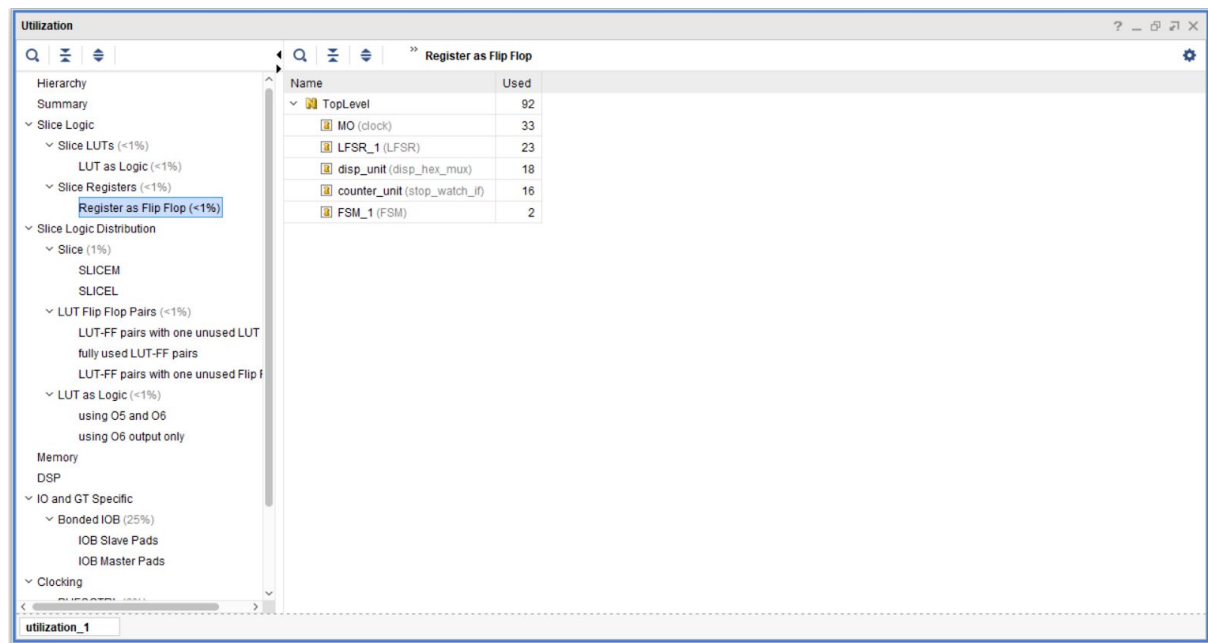 Utilization
» Register as Flip Flop
Hierarchy
Summary
Slice Logic
Slice LUTs (<1%)
LUT as Logic (<1%)
Slice Registers (<1%)
Register as Flip Flop (<1%)
Slice Logic Distribution
Slice (1%)
SLICEM
SLICEL
LUT Flip Flop Pairs (<1%)
LUT-FF pairs with one unused LUT
fully used LUT-FF pairs
LUT-FF pairs with one unused Flip
LUT as Logic (<1%)
using O5 and O6
using O6 output only
Memory
DSP
IO and GT Specific
Bonded IOB (25%)
IOB Slave Pads
IOB Master Pads
Clocking
Name Used
TopLevel 92
MO (clock) 33
LFSR_1 (LFSR) 23
disp_unit (disp_hex_mux) 18
counter_unit (stop_watch_if) 16
FSM_1 (FSM) 2
utilization_1